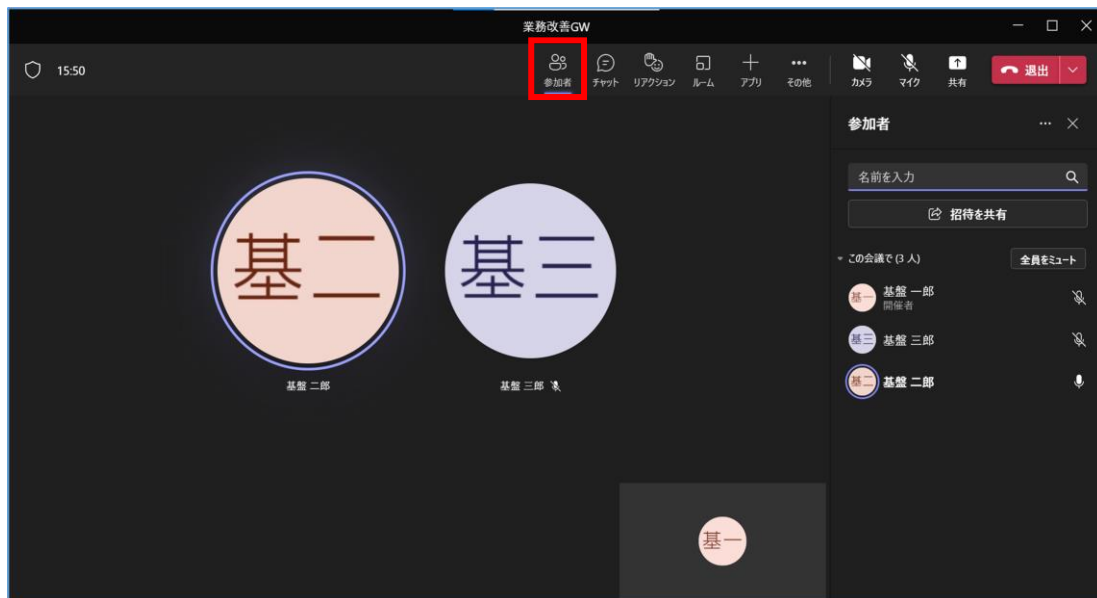 業務改善GW
15:50
参加者 チャット リアクション ルーム アプリ その他 カメラ マイク 共有 退出
参加者
名前を入力
招待を共有
この会議で (3 人) 全員をミュート
基一 基盤 一郎
開催者
基三 基盤 三郎
基二 基盤 二郎
基二
基三
基盤 二郎
基盤 三郎
基一